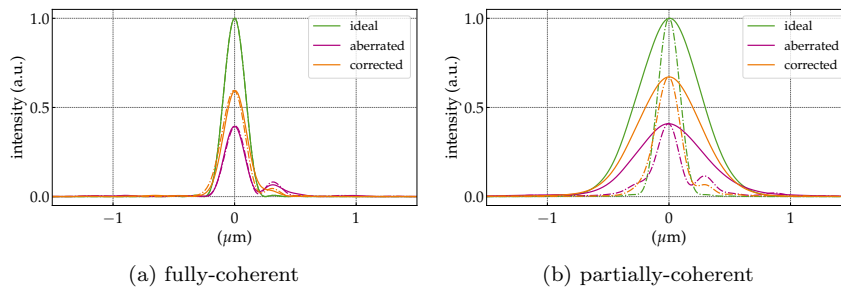 1.0
0.5
0.0
intensity (a.u.)
ideal
aberrated
corrected
−1 0 1
(μm)
(a) fully-coherent
1.0
0.5
0.0
intensity (a.u.)
ideal
aberrated
corrected
−1 0 1
(μm)
(b) partially-coherent